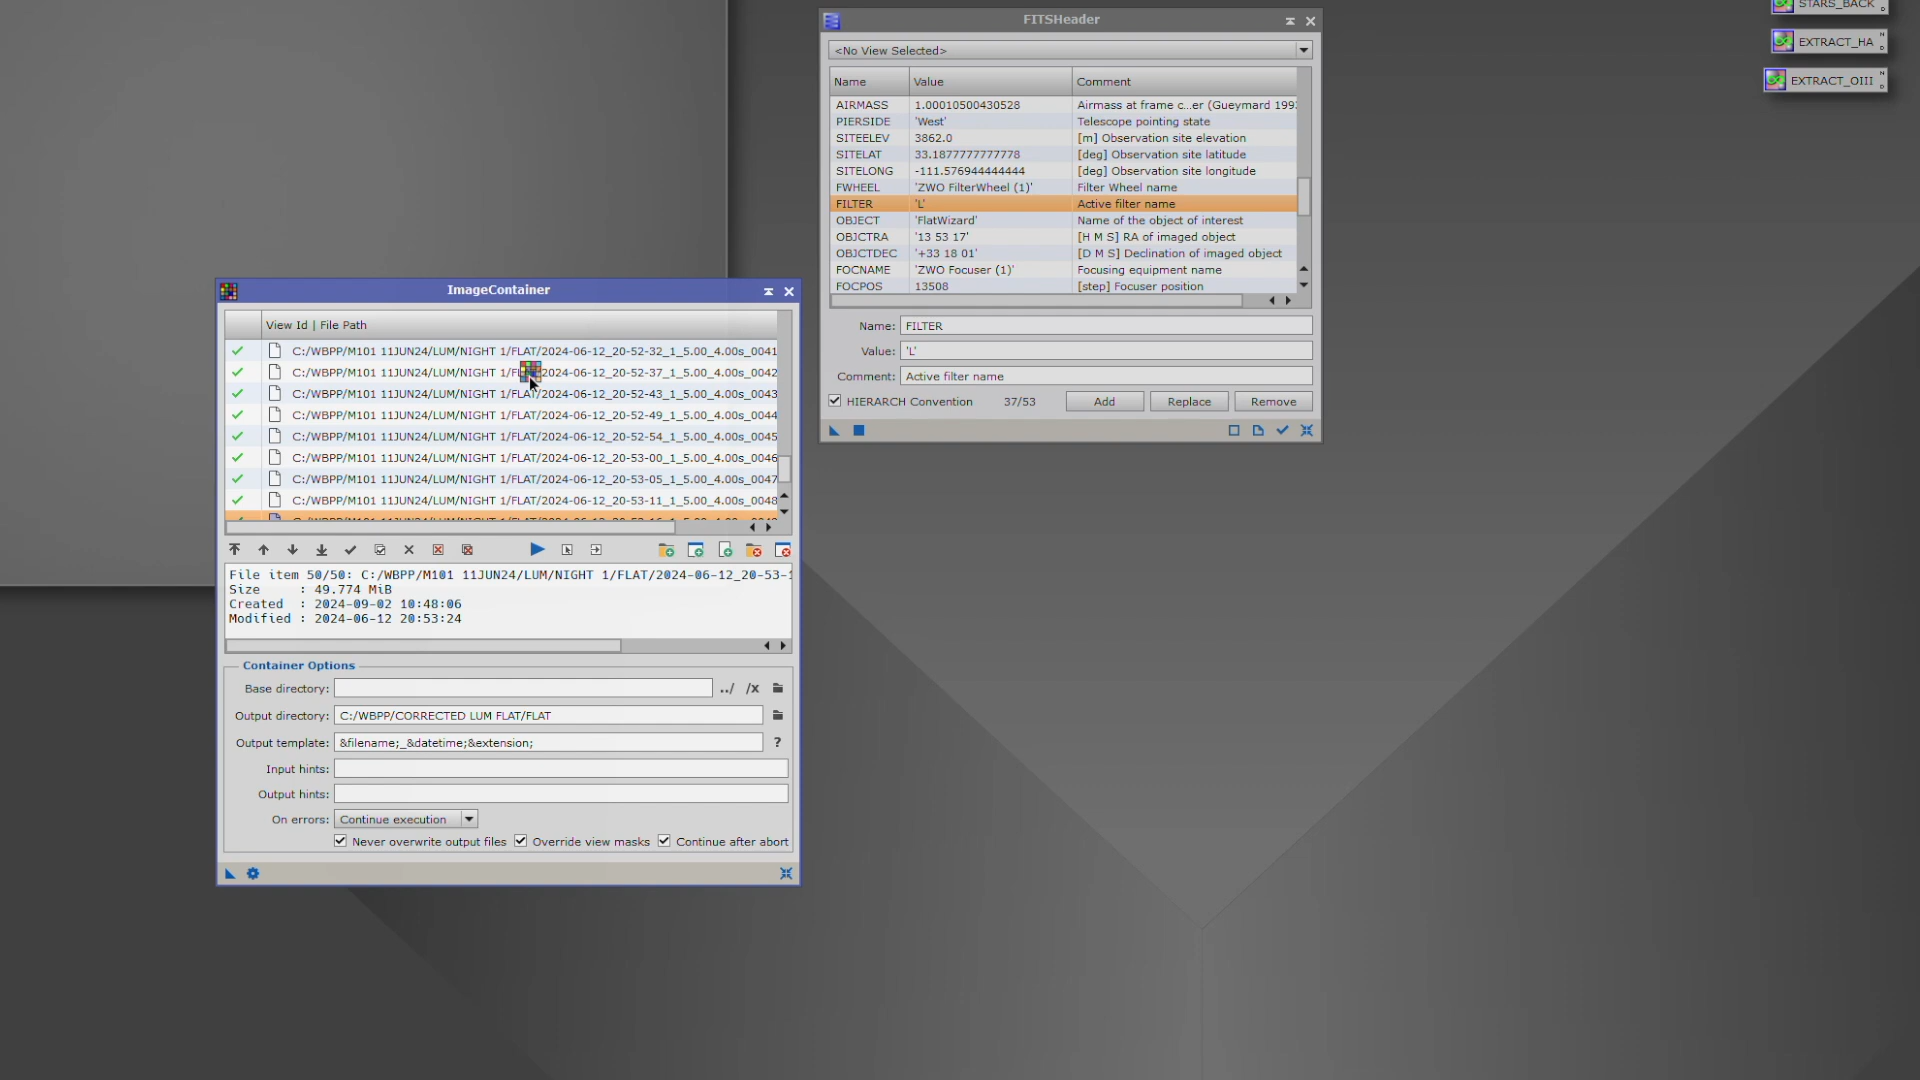 FITSHeader
<No View Selected>
Name Value Comment
AIRMASS 1.00010500430528 Airmass at frame c...er (Gueymard 1993
PIERSIDE 'West' Telescope pointing state
SITEELEV 3862.0 [m] Observation site elevation
SITELAT 33.1877777777778 [deg] Observation site latitude
SITELONG -111.576944444444 [deg] Observation site longitude
FWHEEL 'ZWO FilterWheel (1)' Filter Wheel name
FILTER 'L' Active filter name
OBJECT 'FlatWizard' Name of the object of interest
OBJCTRA '13 53 17' [H M S] RA of imaged object
OBJCTDEC '+33 18 01' [D M S] Declination of imaged object
FOCNAME 'ZWO Focuser (1)' Focusing equipment name
FOCPOS 13508 [step] Focuser position
Name: FILTER
Value: 'L'
Comment: Active filter name
HIERARCH Convention 37/53 Add Replace Remove
STARS_BACK
EXTRACT_HA
EXTRACT_OIII
ImageContainer
View Id | File Path
C:/WBPP/M101 11JUN24/LUM/NIGHT 1/FLAT/2024-06-12_20-52-32_1_5.00_4.00s_0041
C:/WBPP/M101 11JUN24/LUM/NIGHT 1/FL 2024-06-12_20-52-37_1_5.00_4.00s_0042
C:/WBPP/M101 11JUN24/LUM/NIGHT 1/FLAT/2024-06-12_20-52-43_1_5.00_4.00s_0043
C:/WBPP/M101 11JUN24/LUM/NIGHT 1/FLAT/2024-06-12_20-52-49_1_5.00_4.00s_0044
C:/WBPP/M101 11JUN24/LUM/NIGHT 1/FLAT/2024-06-12_20-52-54_1_5.00_4.00s_0045
C:/WBPP/M101 11JUN24/LUM/NIGHT 1/FLAT/2024-06-12_20-53-00_1_5.00_4.00s_0046
C:/WBPP/M101 11JUN24/LUM/NIGHT 1/FLAT/2024-06-12_20-53-05_1_5.00_4.00s_0047
C:/WBPP/M101 11JUN24/LUM/NIGHT 1/FLAT/2024-06-12_20-53-11_1_5.00_4.00s_0048
File item 50/50: C:/WBPP/M101 11JUN24/LUM/NIGHT 1/FLAT/2024-06-12_20-53-1
Size : 49.774 MiB
Created : 2024-09-02 10:48:06
Modified : 2024-06-12 20:53:24
Container Options
Base directory: ../ /x
Output directory: C:/WBPP/CORRECTED LUM FLAT/FLAT
Output template: &filename;_&datetime;&extension; ?
Input hints:
Output hints:
On errors: Continue execution
Never overwrite output files Override view masks Continue after abort